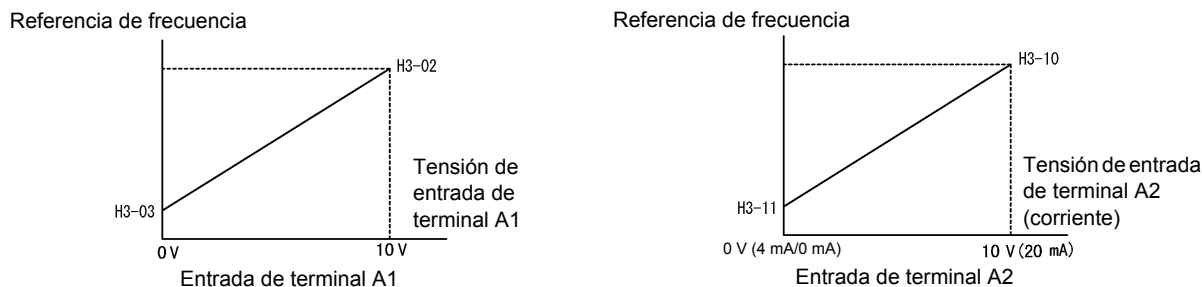 Referencia de frecuencia
H3-02
Tensión de
entrada de
terminal A1
H3-03
0 V
10 V
Entrada de terminal A1
Referencia de frecuencia
H3-10
Tensión de entrada
de terminal A2
(corriente)
H3-11
0 V (4 mA/0 mA)
10 V (20 mA)
Entrada de terminal A2